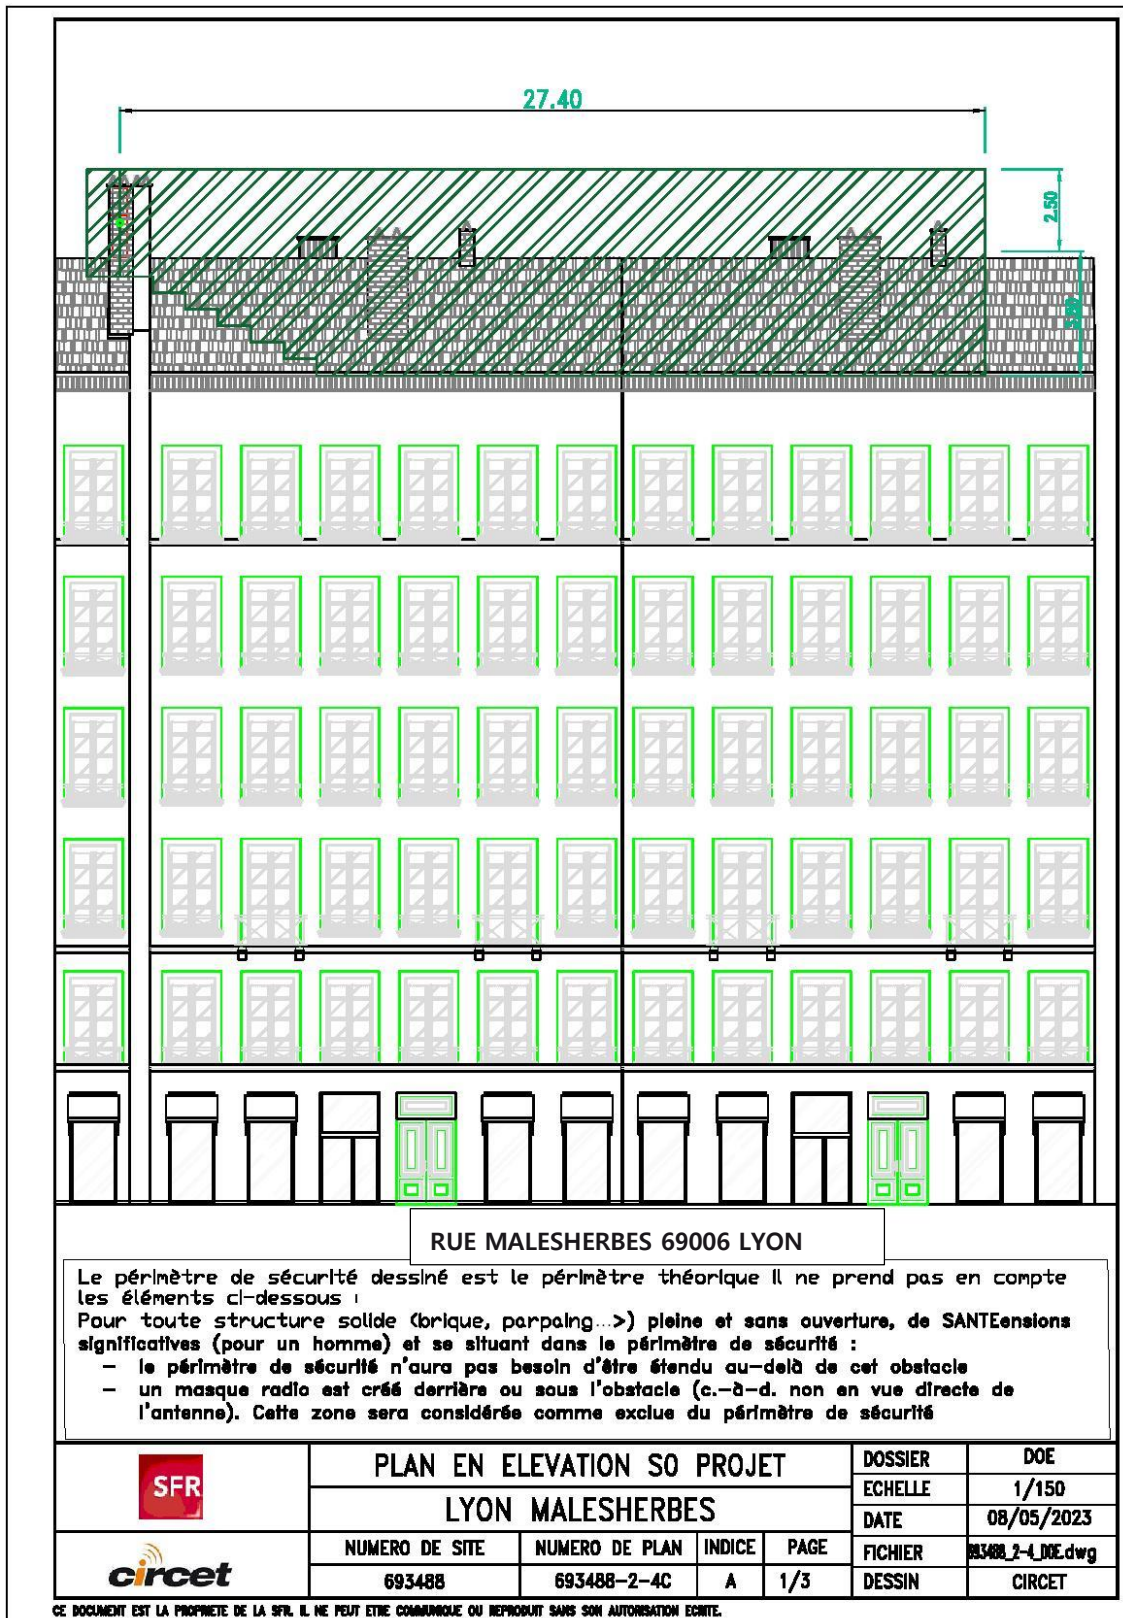 27.40
2.50
RUE MALESHERBES 69006 LYON
Le périmètre de sécurité dessiné est le périmètre théorique il ne prend pas en compte
les éléments ci-dessous :
Pour toute structure solide (brique, parpaing...>) pleine et sans ouverture, de SANTEensions
significatives (pour un homme) et se situant dans le périmètre de sécurité :
- le périmètre de sécurité n'aura pas besoin d'être étendu au-delà de cet obstacle
- un masque radio est créé derrière ou sous l'obstacle (c.-à-d. non en vue directe de
l'antenne). Cette zone sera considérée comme exclue du périmètre de sécurité
SFR
circet
PLAN EN ELEVATION SO PROJET
LYON MALESHERBES
NUMERO DE SITE
NUMERO DE PLAN
INDICE
PAGE
693488
693488-2-4C
A
1/3
DOSSIER
DOE
ECHELLE
1/150
DATE
08/05/2023
FICHIER
693488_2-4_DOE.dwg
DESSIN
CIRCET
CE DOCUMENT EST LA PROPRIETE DE LA SFR. IL NE PEUT ETRE COMMUNIQUE OU REPRODUIT SANS SON AUTORISATION ECRITE.